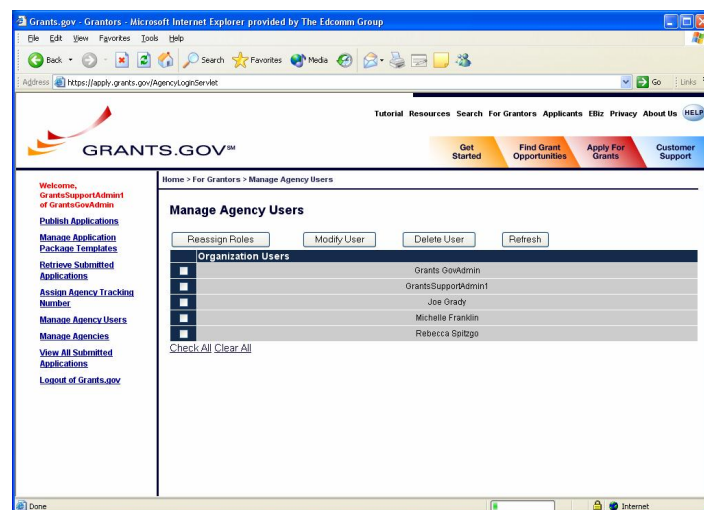 Grants.gov - Grantors - Microsoft Internet Explorer provided by The Edcomm Group
File Edit View Favorites Tools Help
Back Search Favorites Media
Address https://apply.grants.gov/AgencyLoginServlet Go Links
Tutorial Resources Search For Grantors Applicants EBiz Privacy About Us HELP
GRANTS.GOV℠
Get Started
Find Grant Opportunities
Apply For Grants
Customer Support
Welcome,
GrantsSupportAdmin1
of GrantsGovAdmin
Publish Applications
Manage Application
Package Templates
Retrieve Submitted
Applications
Assign Agency Tracking
Number
Manage Agency Users
Manage Agencies
View All Submitted
Applications
Logout of Grants.gov
Home > For Grantors > Manage Agency Users
Manage Agency Users
Reassign Roles Modify User Delete User Refresh
Organization Users
Grants GovAdmin
GrantsSupportAdmin1
Joe Grady
Michelle Franklin
Rebecca Spitzgo
Check All Clear All
Done Internet